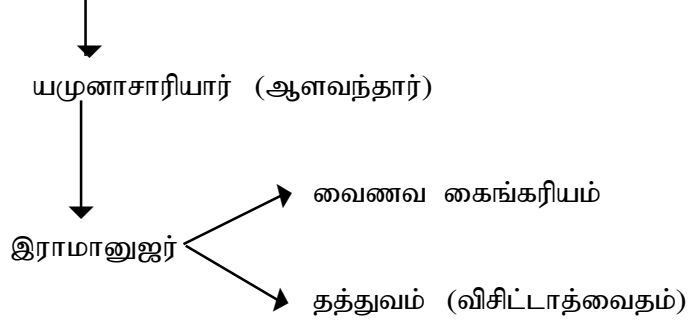 யமுனாசாரியார் (ஆளவந்தார்)
வைணவ கைங்கரியம்
இராமானுஜர்
தத்துவம் (விசிட்டாத்வைதம்)